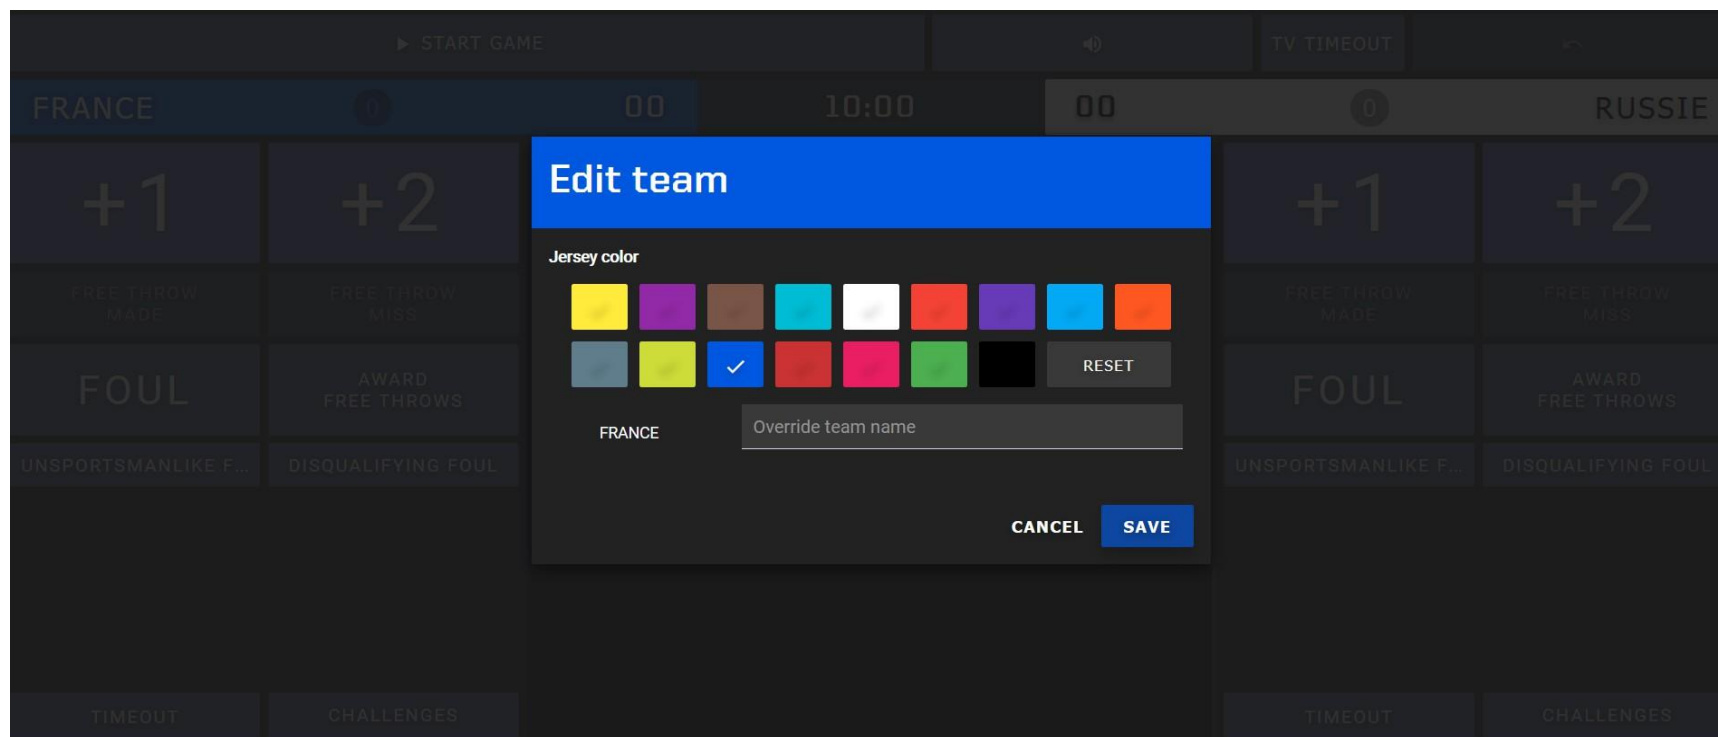 START GAME
TV TIMEOUT
FRANCE 0 00 10:00 00 0 RUSSIE
+1 +2
Edit team
+1 +2
Jersey color
FREE THROW
MADE
FREE THROW
MISS
FREE THROW
MADE
FREE THROW
MISS
RESET
FOUL
AWARD
FREE THROWS
FOUL
AWARD
FREE THROWS
FRANCE
Override team name
UNSPORTSMANLIKE F...
DISQUALIFYING FOUL
UNSPORTSMANLIKE F...
DISQUALIFYING FOUL
CANCEL
SAVE
TIMEOUT
CHALLENGES
TIMEOUT
CHALLENGES